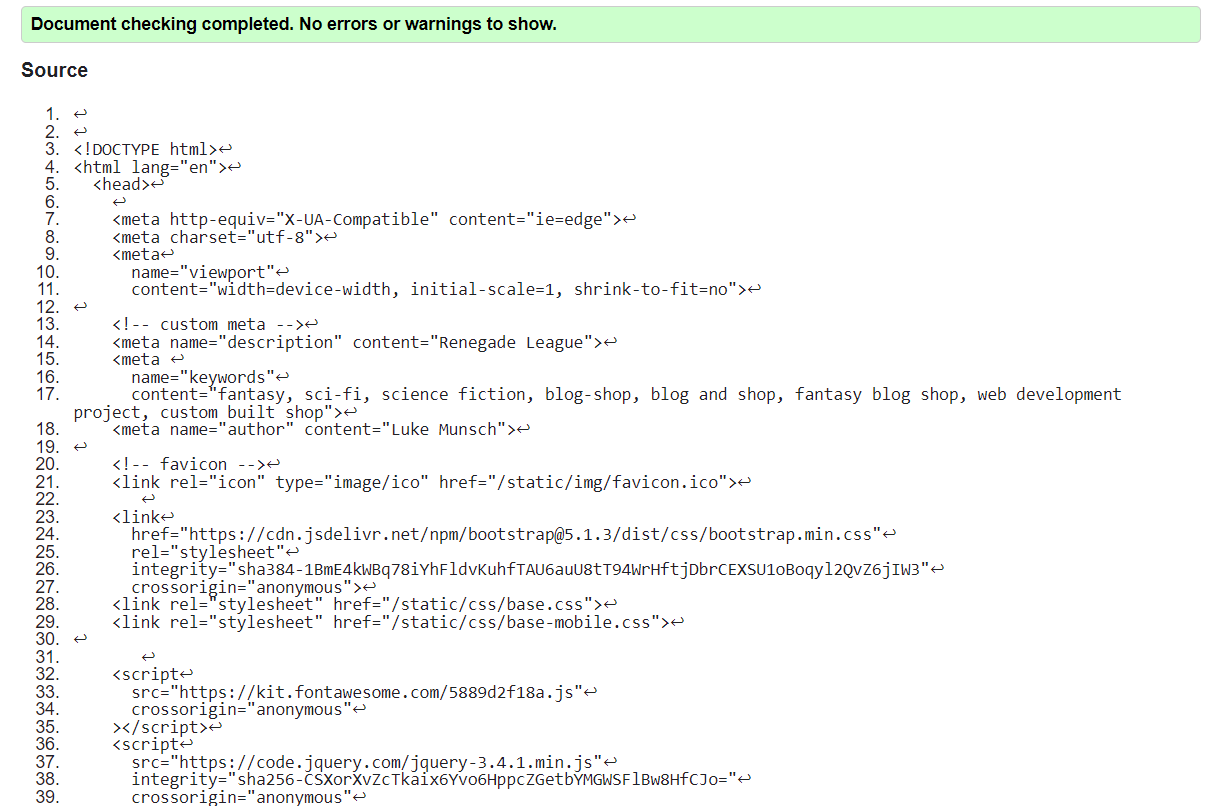 Document checking completed. No errors or warnings to show.
Source
1. ↩
2. ↩
3. <!DOCTYPE html>↩
4. <html lang="en">↩
5.   <head>↩
6.     ↩
7.     <meta http-equiv="X-UA-Compatible" content="ie=edge">↩
8.     <meta charset="utf-8">↩
9.     <meta↩
10.       name="viewport"↩
11.       content="width=device-width, initial-scale=1, shrink-to-fit=no">↩
12. ↩
13.     <!-- custom meta -->↩
14.     <meta name="description" content="Renegade League">↩
15.     <meta ↩
16.       name="keywords"↩
17.       content="fantasy, sci-fi, science fiction, blog-shop, blog and shop, fantasy blog shop, web development
project, custom built shop">↩
18.     <meta name="author" content="Luke Munsch">↩
19. ↩
20.     <!-- favicon -->↩
21.     <link rel="icon" type="image/ico" href="/static/img/favicon.ico">↩
22.        ↩
23.     <link↩
24.       href="https://cdn.jsdelivr.net/npm/bootstrap@5.1.3/dist/css/bootstrap.min.css"↩
25.       rel="stylesheet"↩
26.       integrity="sha384-1BmE4kWBq78iYhFldvKuhfTAU6auU8tT94WrHftjDbrCEXSU1oBoqyl2QvZ6jIW3"↩
27.       crossorigin="anonymous">↩
28.     <link rel="stylesheet" href="/static/css/base.css">↩
29.     <link rel="stylesheet" href="/static/css/base-mobile.css">↩
30. ↩
31.        ↩
32.     <script↩
33.       src="https://kit.fontawesome.com/5889d2f18a.js"↩
34.       crossorigin="anonymous"↩
35.     ></script>↩
36.     <script↩
37.       src="https://code.jquery.com/jquery-3.4.1.min.js"↩
38.       integrity="sha256-CSXorXvZcTkaix6Yvo6HppcZGetbYMGWSFlBw8HfCJo="↩
39.       crossorigin="anonymous"↩